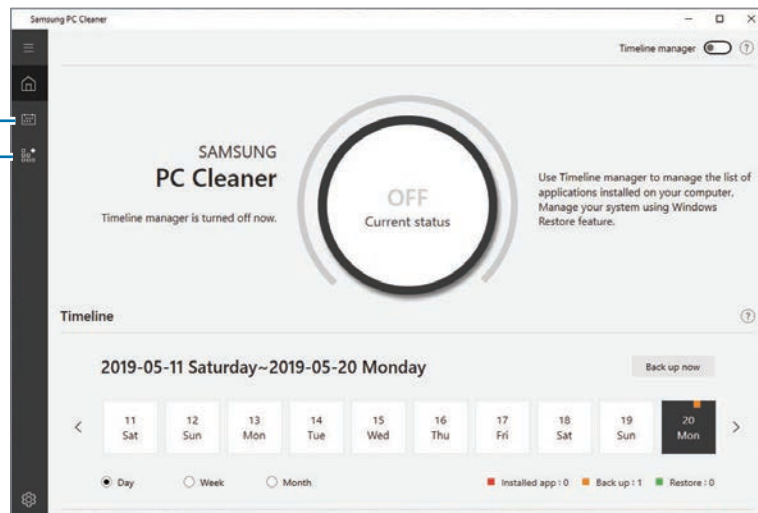 Samsung PC Cleaner
Timeline manager
?
SAMSUNG
PC Cleaner
Timeline manager is turned off now.
OFF
Current status
Use Timeline manager to manage the list of
applications installed on your computer.
Manage your system using Windows
Restore feature.
Timeline
?
2019-05-11 Saturday~2019-05-20 Monday
Back up now
11 12 13 14 15 16 17 18 19 20
Sat Sun Mon Tue Wed Thu Fri Sat Sun Mon
Day Week Month
Installed app : 0 Back up : 1 Restore : 0